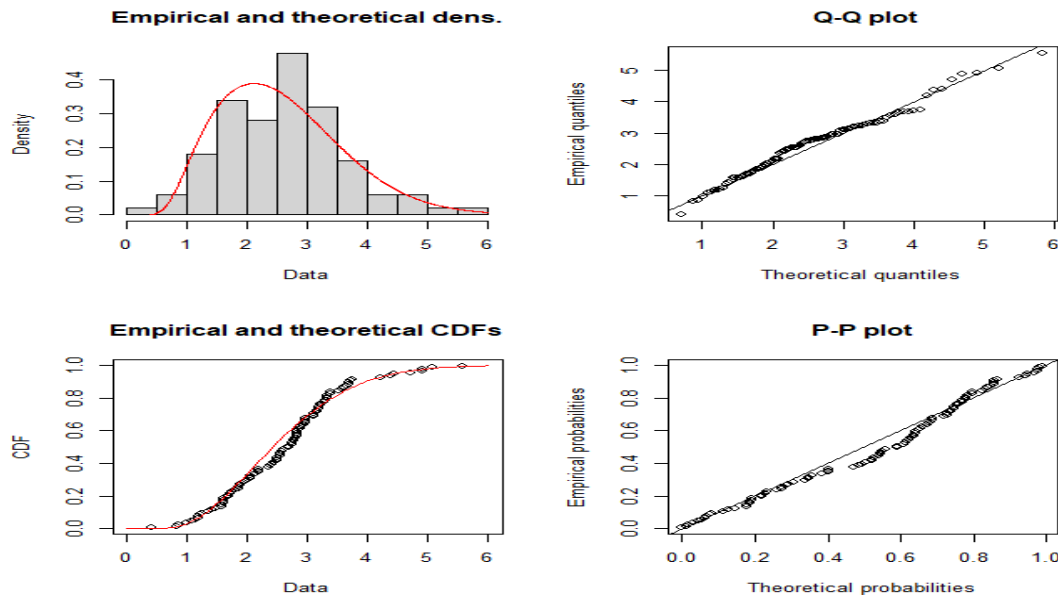 Empirical and theoretical dens.
Density
0.0 0.1 0.2 0.3 0.4
0 1 2 3 4 5 6
Data
Q-Q plot
Empirical quantiles
1 2 3 4 5
1 2 3 4 5 6
Theoretical quantiles
Empirical and theoretical CDFs
CDF
0.0 0.2 0.4 0.6 0.8 1.0
0 1 2 3 4 5 6
Data
P-P plot
Empirical probabilities
0.0 0.2 0.4 0.6 0.8 1.0
0.0 0.2 0.4 0.6 0.8 1.0
Theoretical probabilities